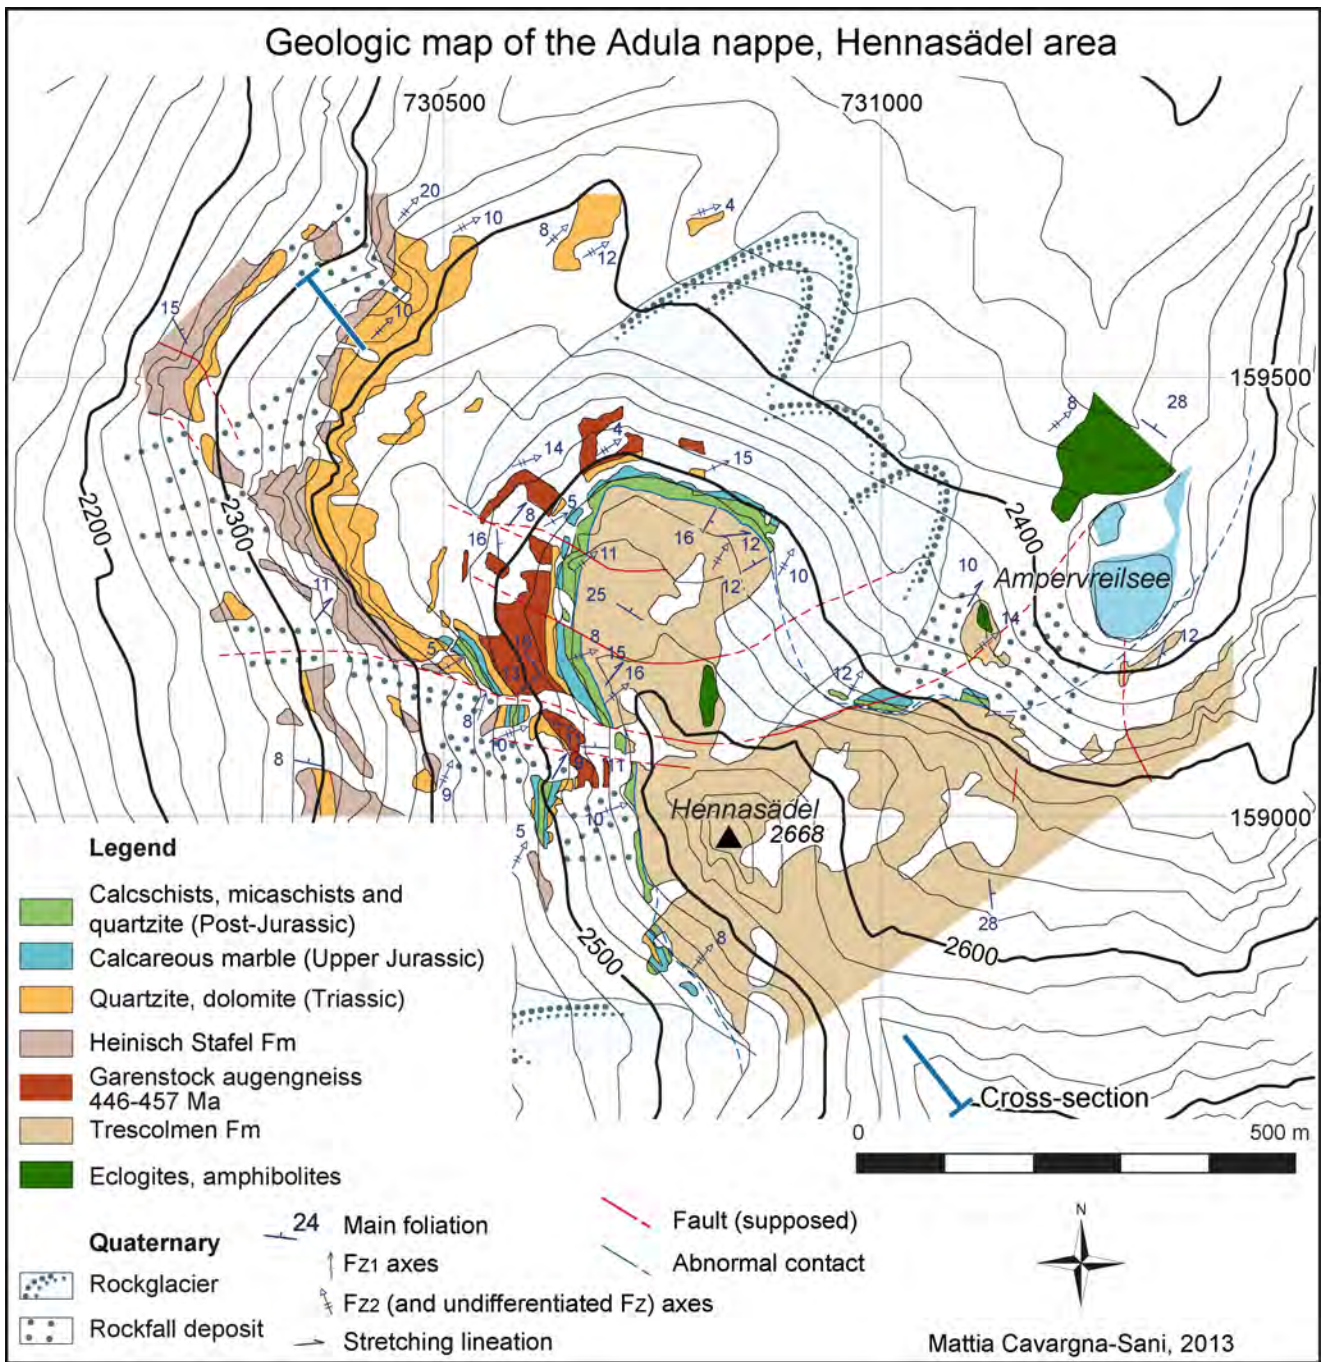 Geologic map of the Adula nappe, Hennasädel area
730500
731000
20
10
4
8
12
15
10
159500
8
28
14
4
15
5
8
16
2200
2300
2400
11
16
12
12
10
25
8
15
16
10
Ampervreilsee
14
12
11
5
12
8
10
11
8
9
10
5
Hennasädel
2668
159000
28
8
2500
2600
Legend
Calcschists, micaschists and
quartzite (Post-Jurassic)
Calcareous marble (Upper Jurassic)
Quartzite, dolomite (Triassic)
Heinisch Stafel Fm
Garenstock augengneiss
446-457 Ma
Trescolmen Fm
Eclogites, amphibolites
Quaternary
Rockglacier
Rockfall deposit
24 Main foliation
Fz1 axes
Fz2 (and undifferentiated Fz) axes
Stretching lineation
Fault (supposed)
Abnormal contact
Cross-section
0 500 m
N
Mattia Cavargna-Sani, 2013